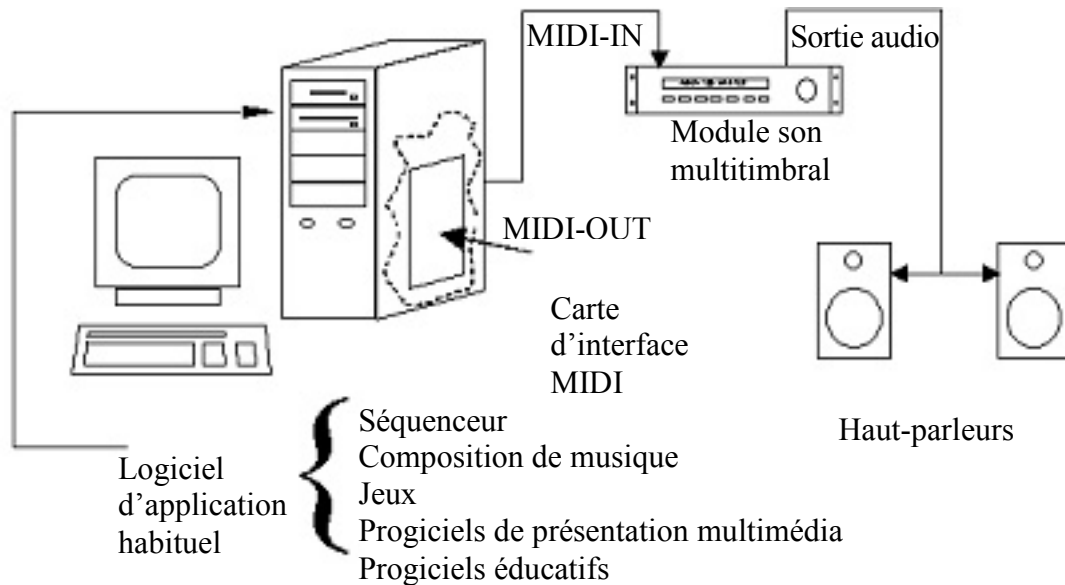 MIDI-IN
Sortie audio
Module son
multitimbral
MIDI-OUT
Carte
d’interface
MIDI
Haut-parleurs
Logiciel
d’application
habituel
Séquenceur
Composition de musique
Jeux
Progiciels de présentation multimédia
Progiciels éducatifs